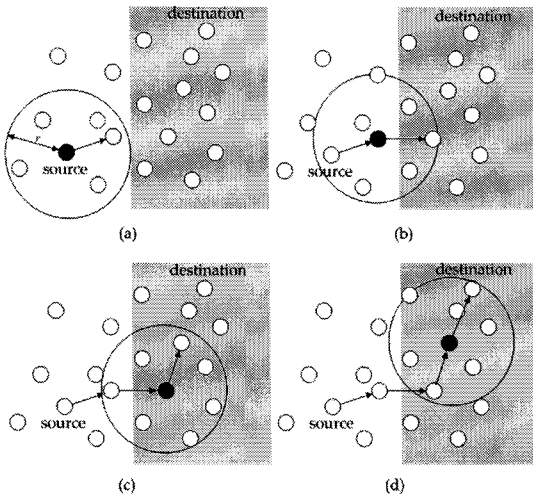 destination
r
source
(a)
destination
source
(b)
destination
source
(c)
destination
source
(d)